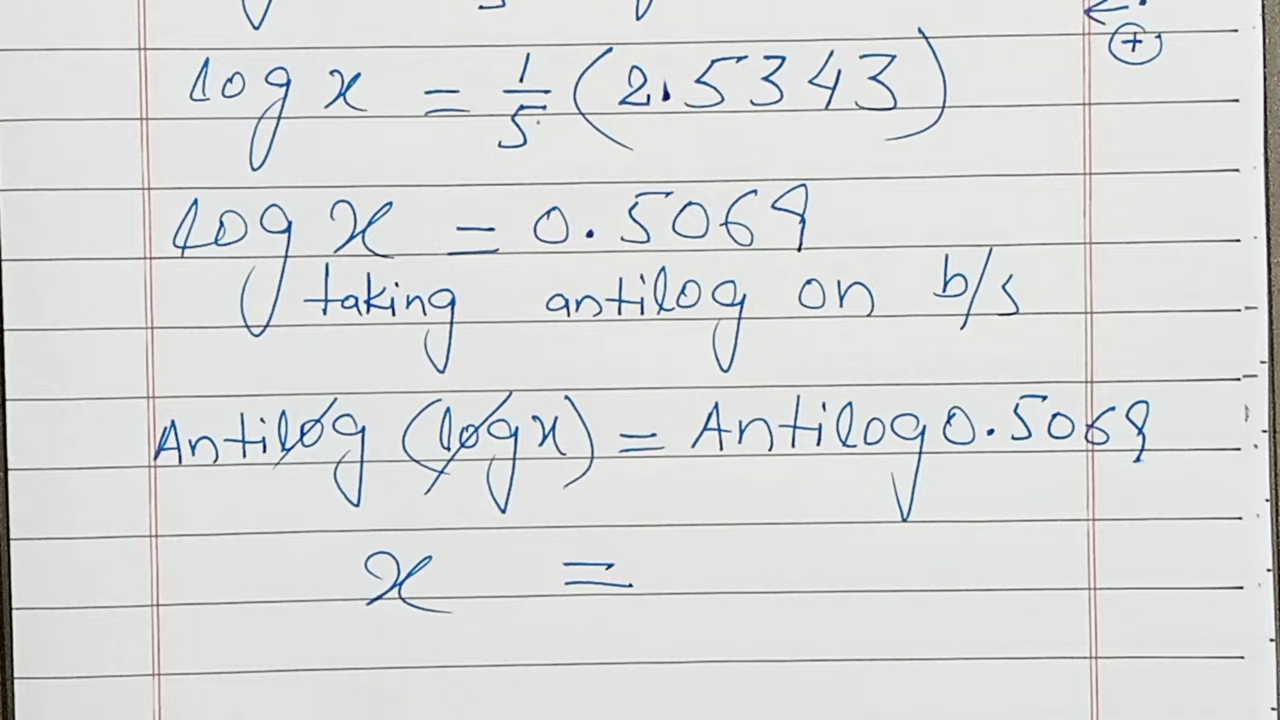 log x = 1/5 (2.5343)
log x = 0.5069
taking antilog on b/s
Antilog (log x) = Antilog 0.5069
x =